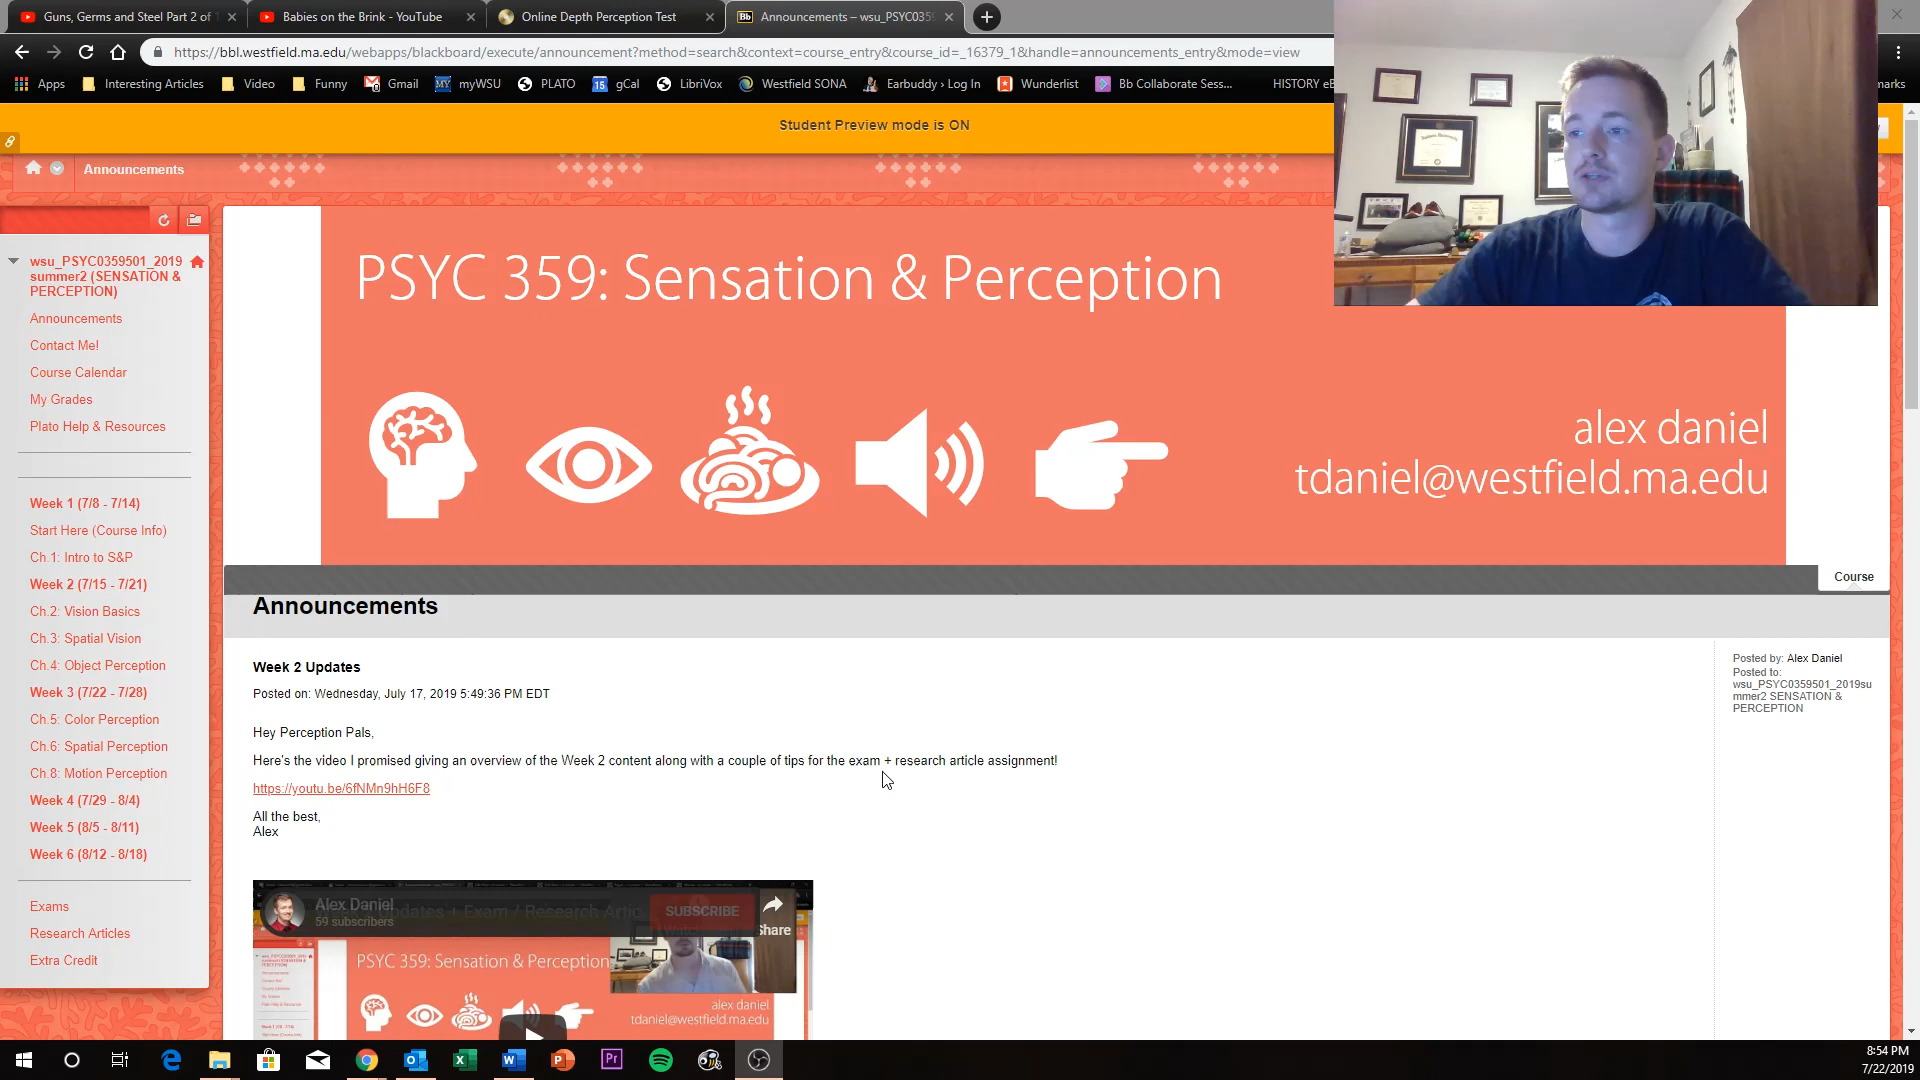 Guns, Germs and Steel Part 2 of
Babies on the Brink - YouTube
Online Depth Perception Test
Bb
Announcements – wsu_PSYC035
https://bbl.westfield.ma.edu/webapps/blackboard/execute/announcement?method=search&context=course_entry&course_id=_16379_1&handle=announcements_entry&mode=view
Apps
Interesting Articles
Video
Funny
Gmail
myWSU
PLATO
gCal
LibriVox
Westfield SONA
Earbuddy › Log In
Wunderlist
Bb Collaborate Sess...
HISTORY eB
marks
Student Preview mode is ON
Announcements
wsu_PSYC0359501_2019
summer2 (SENSATION &
PERCEPTION)
Announcements
Contact Me!
Course Calendar
My Grades
Plato Help & Resources
Week 1 (7/8 - 7/14)
Start Here (Course Info)
Ch.1: Intro to S&P
Week 2 (7/15 - 7/21)
Ch.2: Vision Basics
Ch.3: Spatial Vision
Ch.4: Object Perception
Week 3 (7/22 - 7/28)
Ch.5: Color Perception
Ch.6: Spatial Perception
Ch.8: Motion Perception
Week 4 (7/29 - 8/4)
Week 5 (8/5 - 8/11)
Week 6 (8/12 - 8/18)
Exams
Research Articles
Extra Credit
PSYC 359: Sensation & Perception
alex daniel
tdaniel@westfield.ma.edu
Course
Announcements
Week 2 Updates
Posted on: Wednesday, July 17, 2019 5:49:36 PM EDT
Hey Perception Pals,
Here's the video I promised giving an overview of the Week 2 content along with a couple of tips for the exam + research article assignment!
https://youtu.be/6fNMn9hH6F8
All the best,
Alex
Posted by: Alex Daniel
Posted to:
wsu_PSYC0359501_2019su
mmer2 SENSATION &
PERCEPTION
Alex Daniel
59 subscribers
Updates + Exam / Research Artic
SUBSCRIBE
Share
PSYC 359: Sensation & Perception
alex daniel
tdaniel@westfield.ma.edu
8:54 PM
7/22/2019